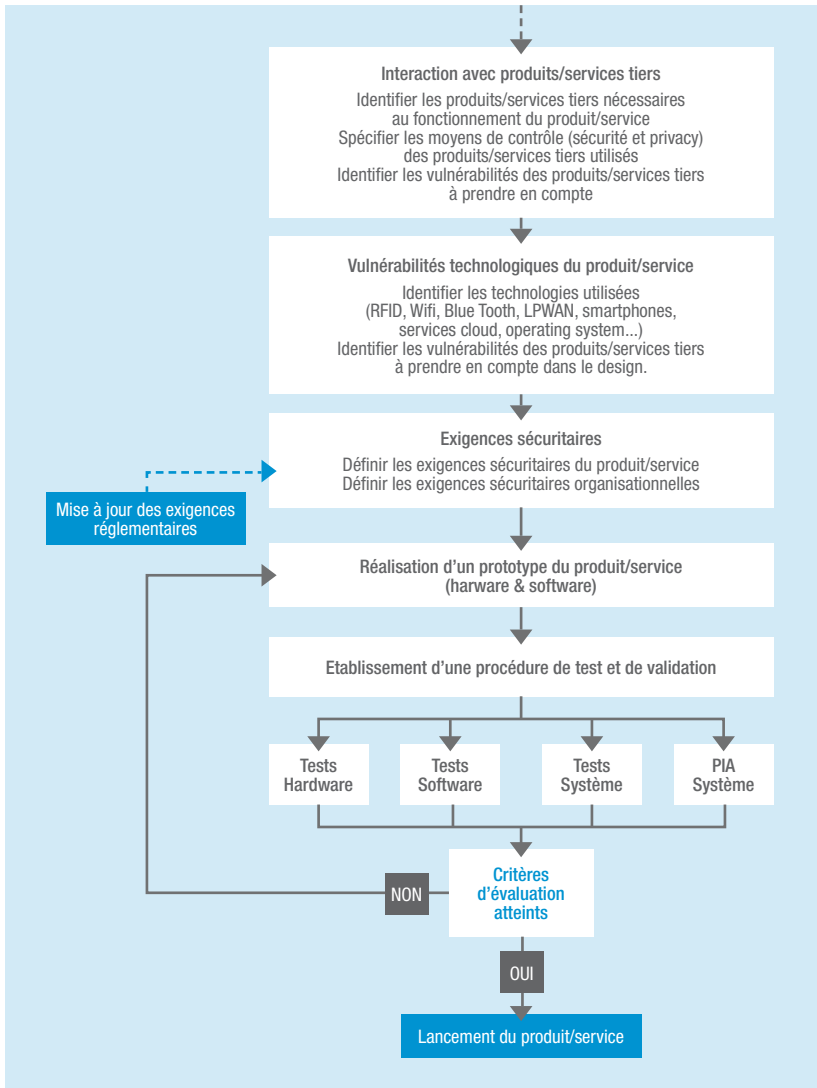 Interaction avec produits/services tiers
Identifier les produits/services tiers nécessaires
au fonctionnement du produit/service
Spécifier les moyens de contrôle (sécurité et privacy)
des produits/services tiers utilisés
Identifier les vulnérabilités des produits/services tiers
à prendre en compte
Vulnérabilités technologiques du produit/service
Identifier les technologies utilisées
(RFID, Wifi, Blue Tooth, LPWAN, smartphones,
services cloud, operating system...)
Identifier les vulnérabilités des produits/services tiers
à prendre en compte dans le design.
Exigences sécuritaires
Définir les exigences sécuritaires du produit/service
Définir les exigences sécuritaires organisationnelles
Mise à jour des exigences
réglementaires
Réalisation d'un prototype du produit/service
(harware & software)
Etablissement d'une procédure de test et de validation
Tests
Hardware
Tests
Software
Tests
Système
PIA
Système
Critères
d'évaluation
atteints
NON
OUI
Lancement du produit/service